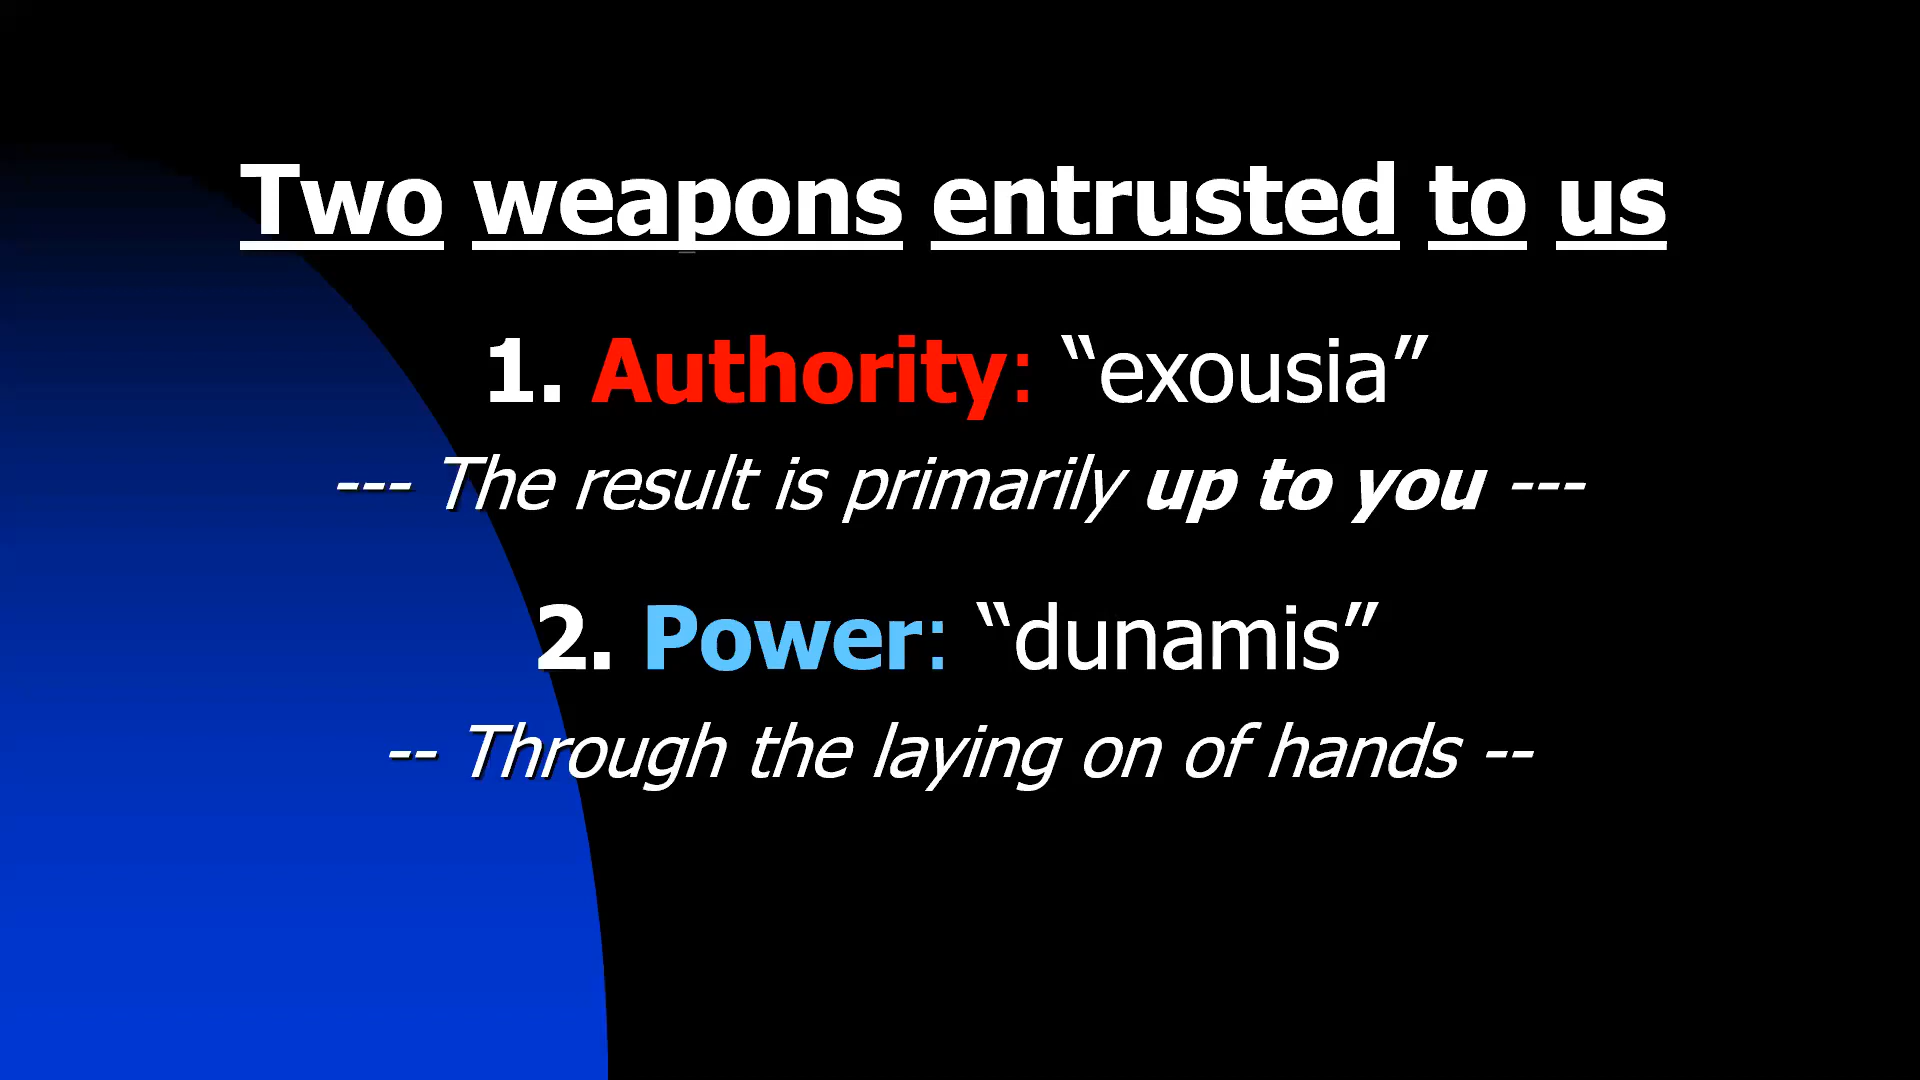 Two weapons entrusted to us
1. Authority: “exousia”
--- The result is primarily up to you ---
2. Power: “dunamis”
-- Through the laying on of hands --